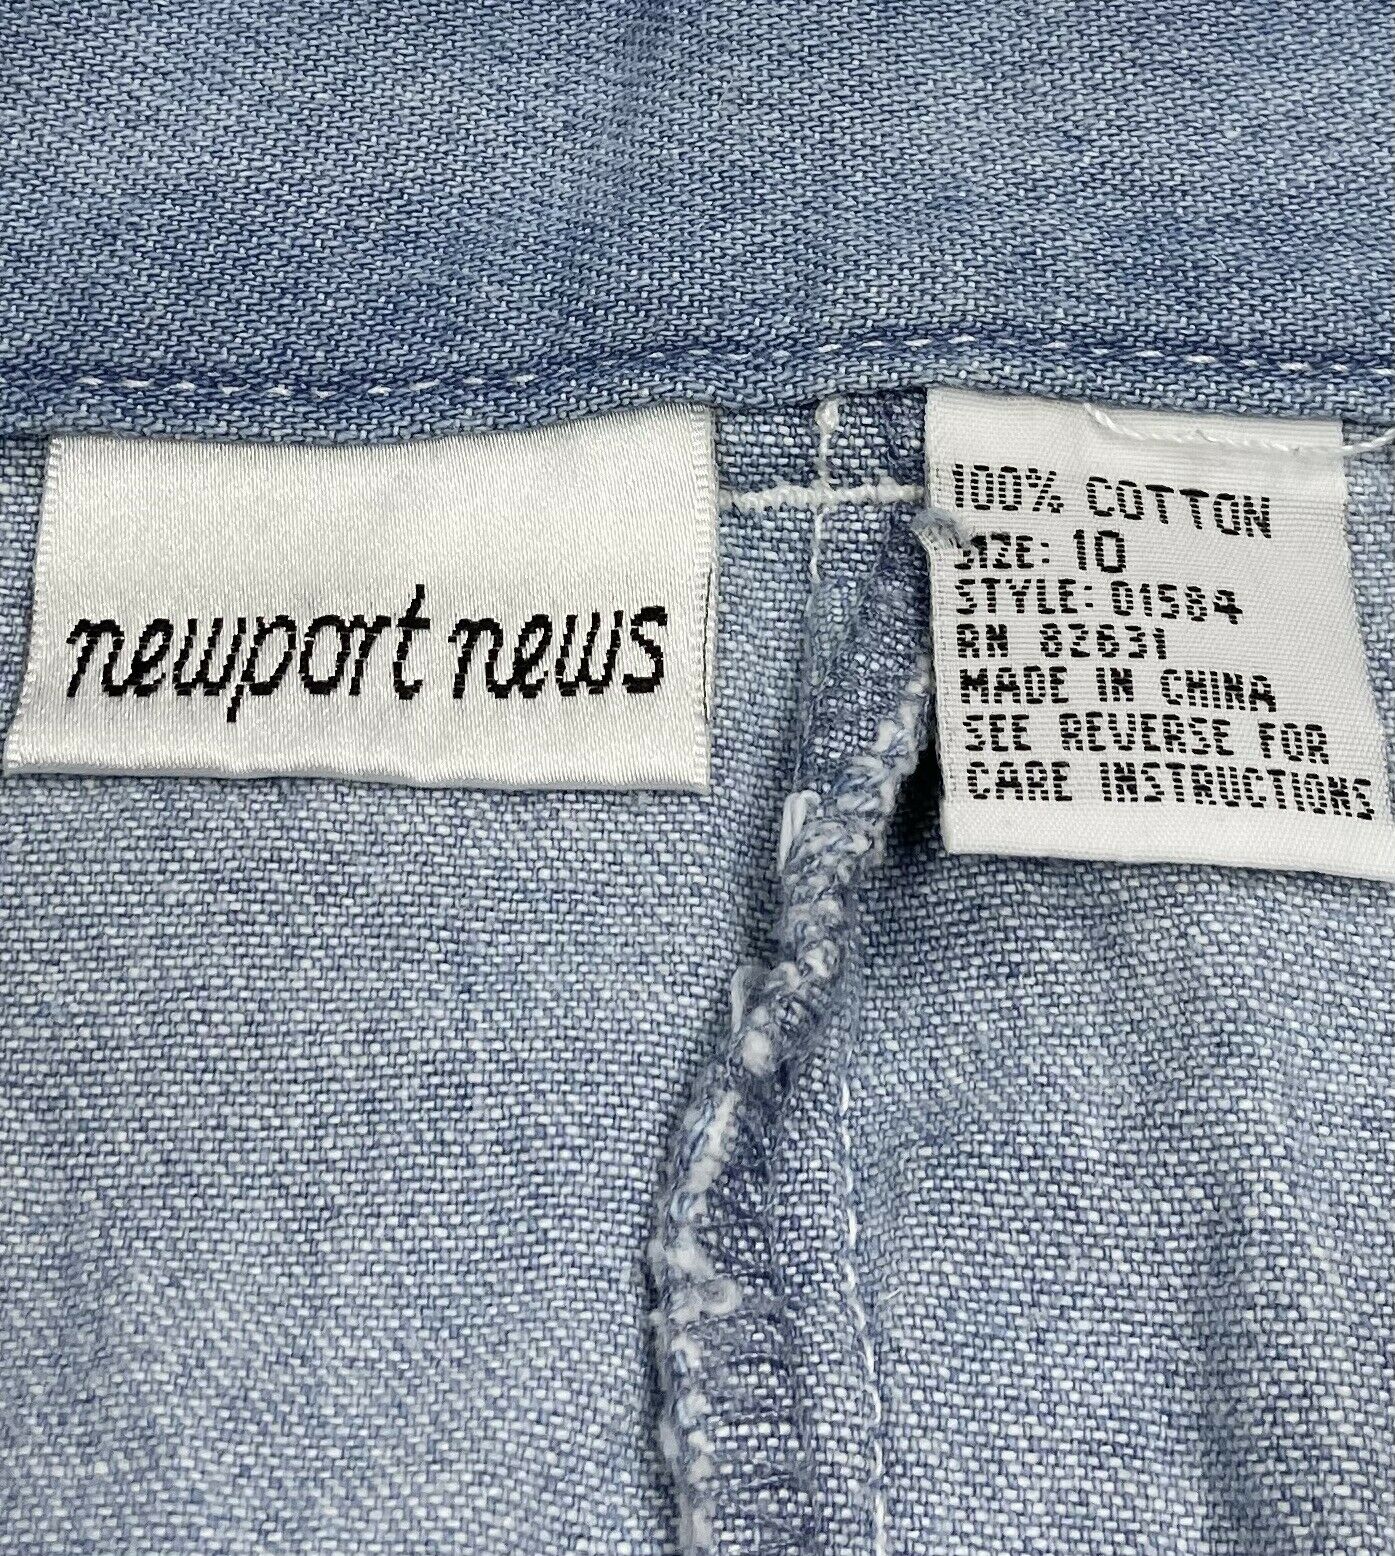 newport news
100% COTTON
SIZE: 10
STYLE: 01584
RN 82631
MADE IN CHINA
SEE REVERSE FOR
CARE INSTRUCTIONS